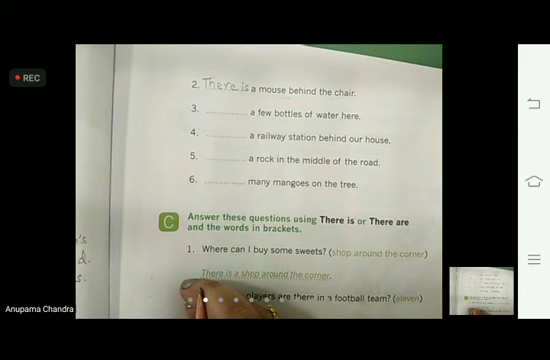 REC
2. There is a mouse behind the chair.
3. .............. a few bottles of water here.
4. .............. a railway station behind our house.
5. .............. a rock in the middle of the road.
6. .............. many mangoes on the tree.
C Answer these questions using There is or There are
and the words in brackets.
1. Where can I buy some sweets? (shop around the corner)
There is a shop around the corner.
players are there in a football team? (eleven)
's
d.
s.
Anupama Chandra